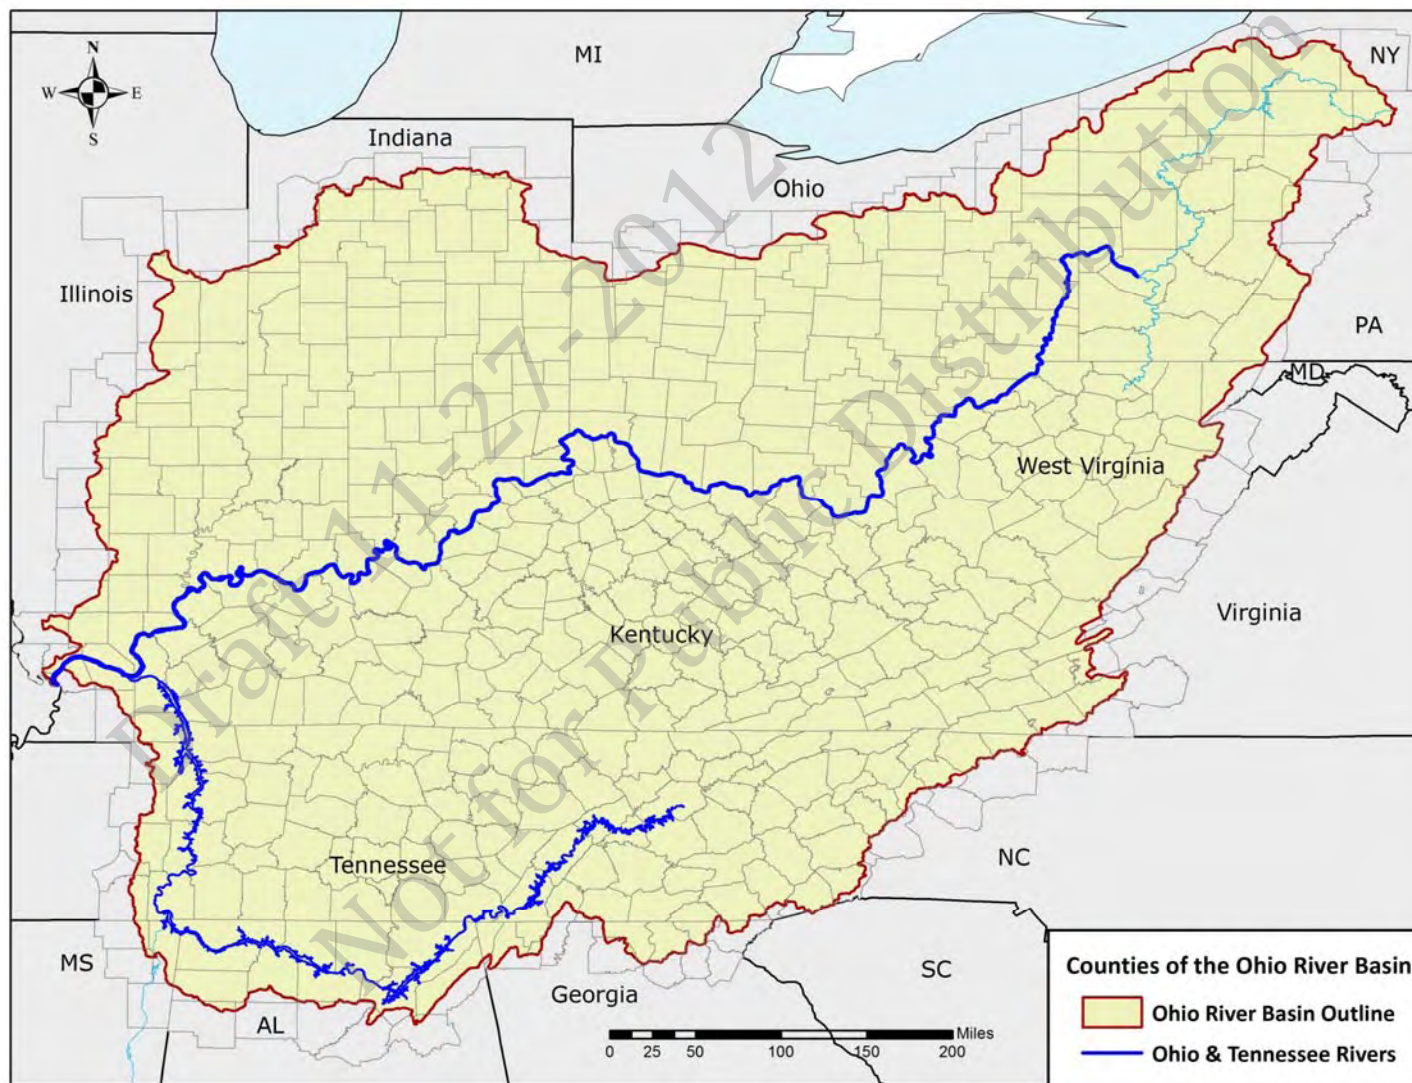 MI
NY
N
W E
S
Indiana
Ohio
Illinois
PA
MD
West Virginia
Virginia
Kentucky
Tennessee
NC
MS
SC
Georgia
AL
Miles
0 25 50 100 150 200
Counties of the Ohio River Basin
Ohio River Basin Outline
Ohio & Tennessee Rivers
Draft 11-27-2012
Not for Public Distribution